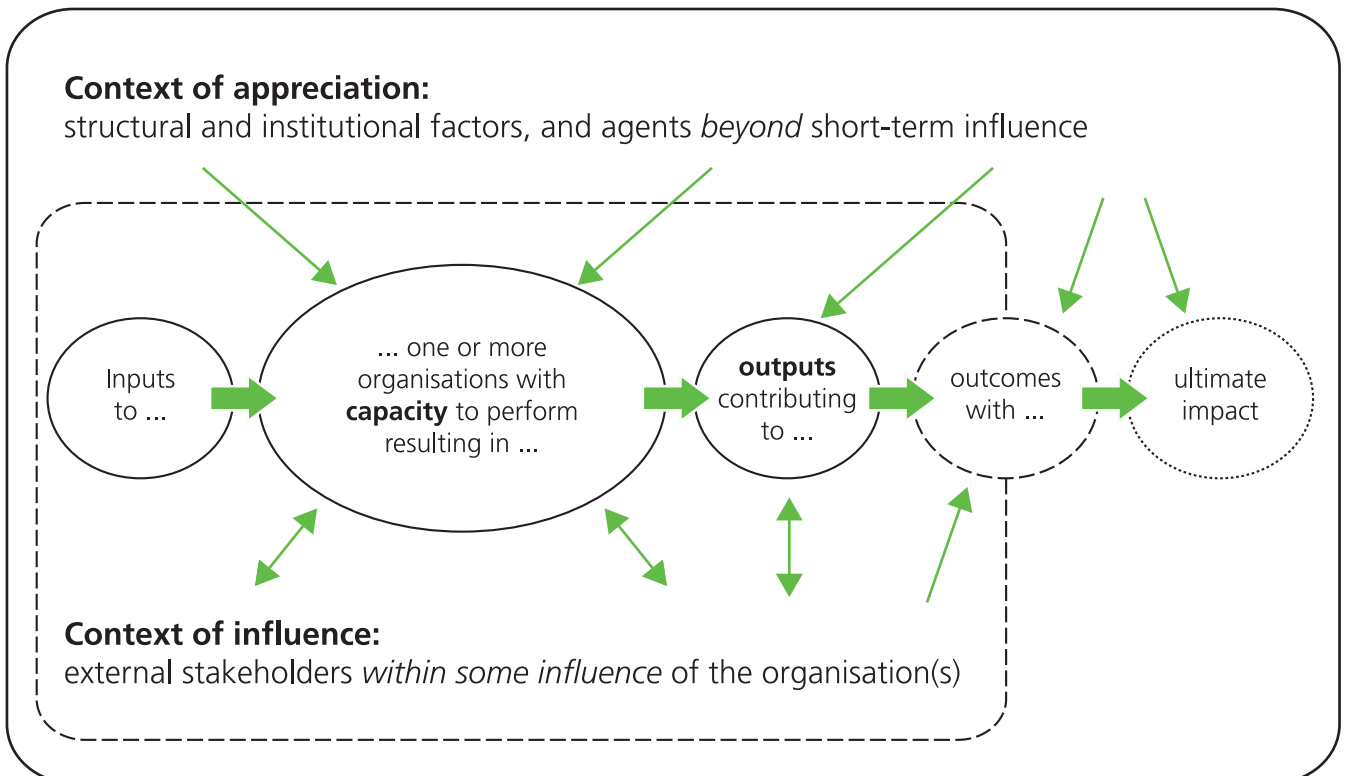 Context of appreciation:
structural and institutional factors, and agents beyond short-term influence
Inputs
to ...
... one or more
organisations with
capacity to perform
resulting in ...
outputs
contributing
to ...
outcomes
with ...
ultimate
impact
Context of influence:
external stakeholders within some influence of the organisation(s)